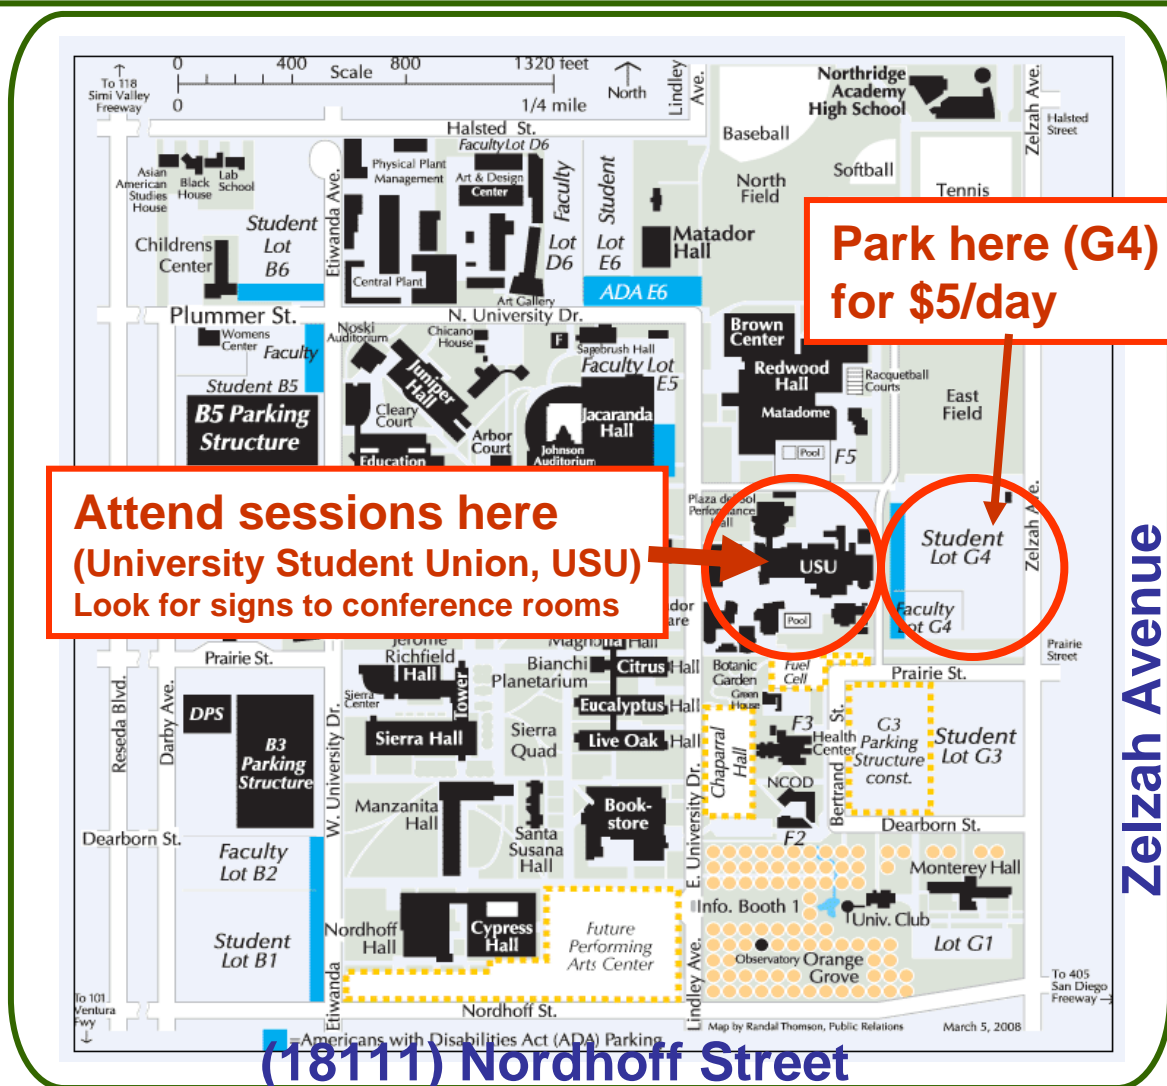 0 400 800 1320 feet
Scale
0 1/4 mile
North
To 118
Simi Valley
Freeway
Lindley
Ave.
Northridge
Academy
High School
Zelzah Ave.
Halsted
Street
Halsted St.
Baseball
Softball
North
Field
Tennis
Asian
American
Studies
House
Black
House
Lab
School
Childrens
Center
Student
Lot
B6
Etiwanda Ave.
Physical Plant
Management
Faculty Lot D6
Art & Design
Center
Faculty
Lot
D6
Student
Lot
E6
Matador
Hall
Central Plant
Art Gallery
ADA E6
Park here (G4)
for $5/day
Plummer St.
N. University Dr.
Womens
Center
Faculty
Student B5
B5 Parking
Structure
Noski
Auditorium
Chicano
House
F
Sagebrush Hall
Faculty Lot
E5
Juniper
Hall
Cleary
Court
Arbor
Court
Education
Jacaranda
Hall
Johnson
Auditorium
Brown
Center
Redwood
Hall
Matadome
Racquetball
Courts
East
Field
Pool
F5
Attend sessions here
(University Student Union, USU)
Look for signs to conference rooms
Plaza del Sol
Performance
Hall
USU
Pool
Student
Lot G4
Faculty
Lot G4
Zelzah Ave.
Zelzah Avenue
Prairie
Street
Prairie St.
Prairie St.
Jerome
Richfield
Hall
Sierra
Center
Tower
Magnolia Hall
Bianchi
Planetarium
Citrus Hall
Eucalyptus Hall
Live Oak Hall
Botanic
Garden
Green
House
Fuel
Cell
Reseda Blvd.
Darby Ave.
DPS
B3
Parking
Structure
W. University Dr.
Sierra Hall
Sierra
Quad
Chaparral
Hall
F3
Health
Center
NCOD
F2
Bertrand St.
G3
Parking
Structure
const.
Student
Lot G3
Manzanita
Hall
Santa
Susana
Hall
Book-
store
E. University Dr.
Dearborn St.
Dearborn St.
Faculty
Lot B2
Student
Lot B1
Nordhoff
Hall
Cypress
Hall
Future
Performing
Arts Center
Info. Booth 1
Univ. Club
Monterey Hall
Observatory
Orange
Grove
Lot G1
Etiwanda
Lindley Ave.
To 101
Ventura
Fwy
To 405
San Diego
Freeway
Nordhoff St.
Map by Randal Thomson, Public Relations
March 5, 2008
=Americans with Disabilities Act (ADA) Parking
(18111) Nordhoff Street